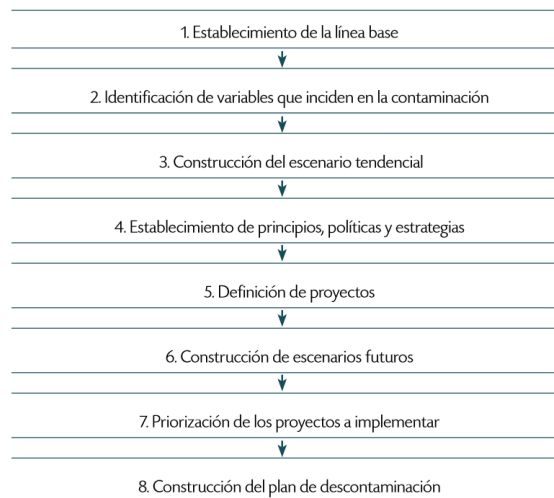 1. Establecimiento de la línea base
2. Identificación de variables que inciden en la contaminación
3. Construcción del escenario tendencial
4. Establecimiento de principios, políticas y estrategias
5. Definición de proyectos
6. Construcción de escenarios futuros
7. Priorización de los proyectos a implementar
8. Construcción del plan de descontaminación